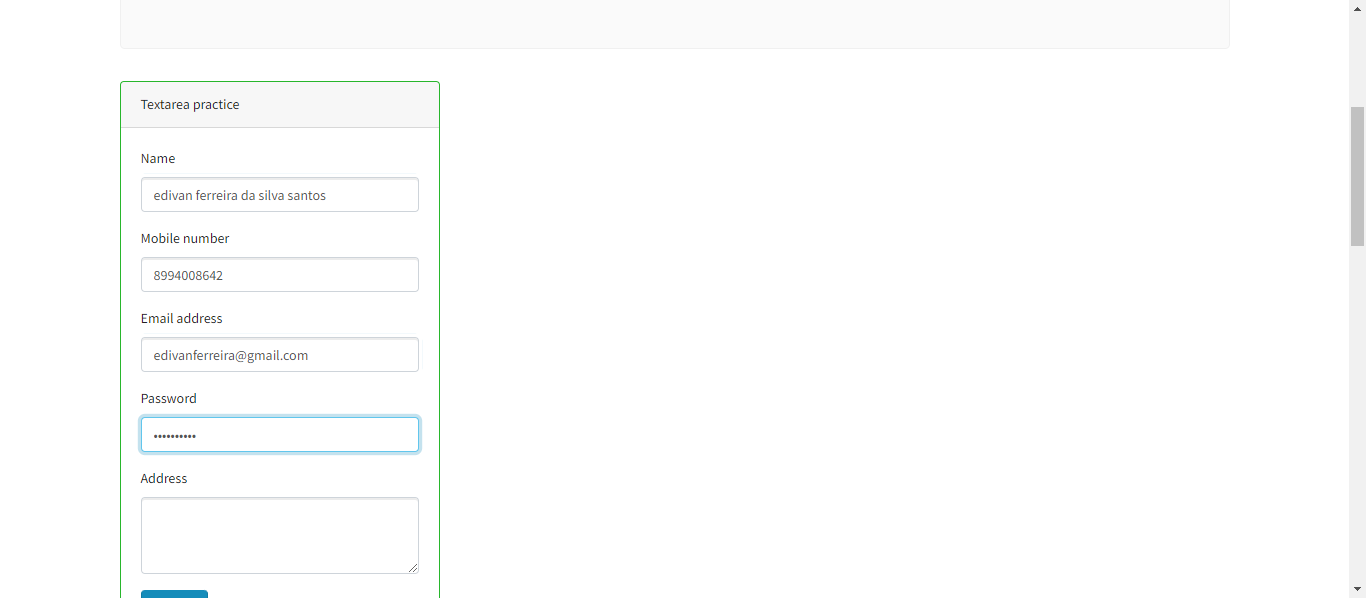 Textarea practice
Name
edivan ferreira da silva santos
Mobile number
8994008642
Email address
edivanferreira@gmail.com
Password
••••••••••
Address